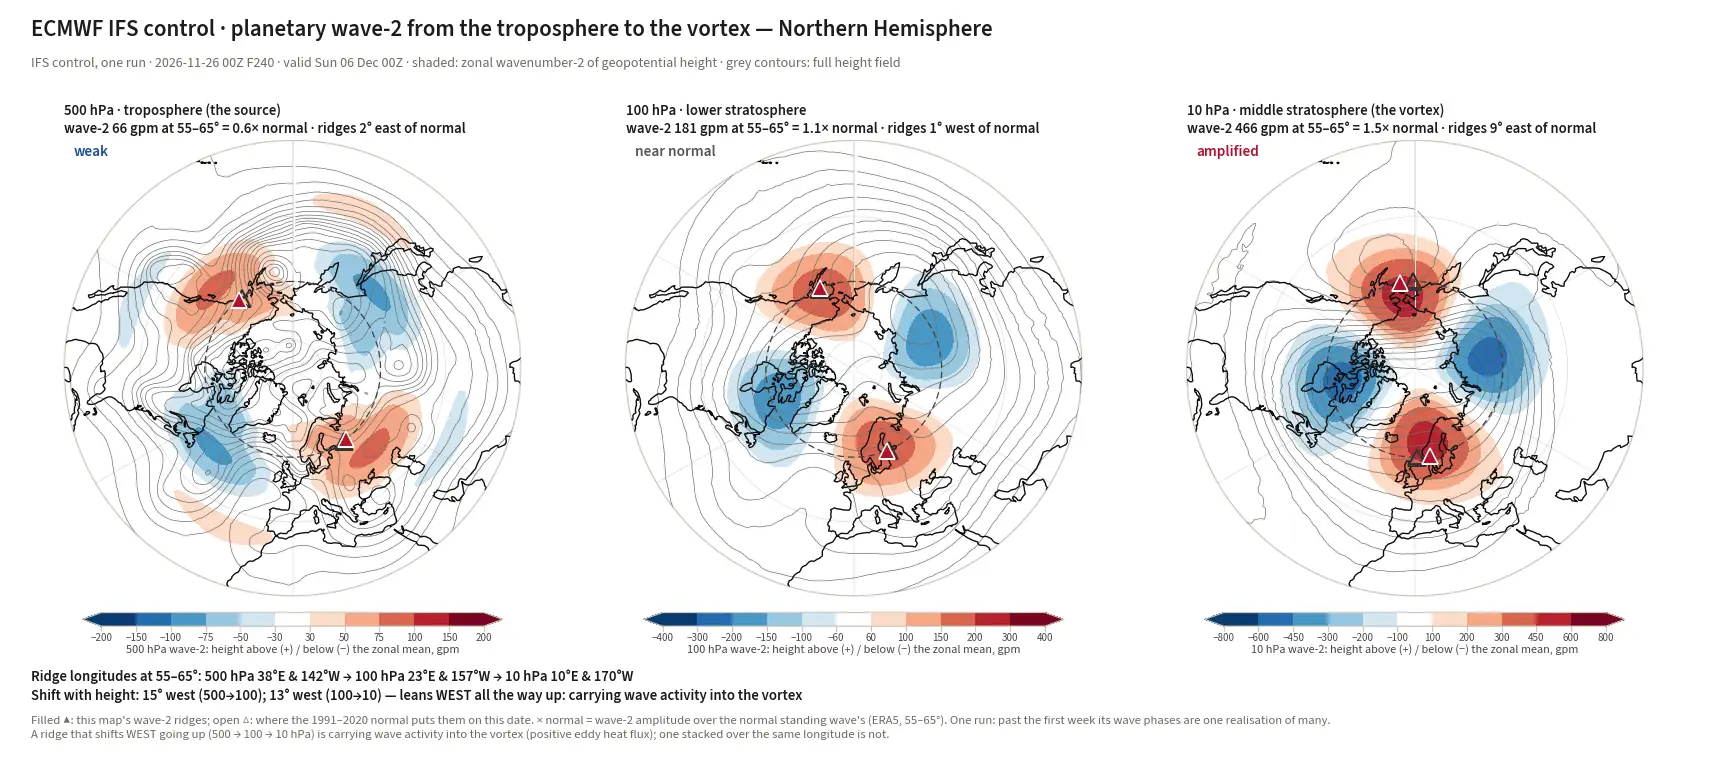 ECMWF IFS control · planetary wave-2 from the troposphere to the vortex — Northern Hemisphere
IFS control, one run · 2026-11-26 00Z F240 · valid Sun 06 Dec 00Z · shaded: zonal wavenumber-2 of geopotential height · grey contours: full height field
500 hPa · troposphere (the source)
wave-2 66 gpm at 55–65° = 0.6× normal · ridges 2° east of normal
weak
100 hPa · lower stratosphere
wave-2 181 gpm at 55–65° = 1.1× normal · ridges 1° west of normal
near normal
10 hPa · middle stratosphere (the vortex)
wave-2 466 gpm at 55–65° = 1.5× normal · ridges 9° east of normal
amplified
−200 −150 −100 −75 −50 −30 30 50 75 100 150 200
500 hPa wave-2: height above (+) / below (−) the zonal mean, gpm
−400 −300 −200 −150 −100 −60 60 100 150 200 300 400
100 hPa wave-2: height above (+) / below (−) the zonal mean, gpm
−800 −600 −450 −300 −200 −100 100 200 300 450 600 800
10 hPa wave-2: height above (+) / below (−) the zonal mean, gpm
Ridge longitudes at 55–65°: 500 hPa 38°E & 142°W → 100 hPa 23°E & 157°W → 10 hPa 10°E & 170°W
Shift with height: 15° west (500→100); 13° west (100→10) — leans WEST all the way up: carrying wave activity into the vortex
Filled ▲: this map's wave-2 ridges; open △: where the 1991–2020 normal puts them on this date. × normal = wave-2 amplitude over the normal standing wave's (ERA5, 55–65°). One run: past the first week its wave phases are one realisation of many.
A ridge that shifts WEST going up (500 → 100 → 10 hPa) is carrying wave activity into the vortex (positive eddy heat flux); one stacked over the same longitude is not.